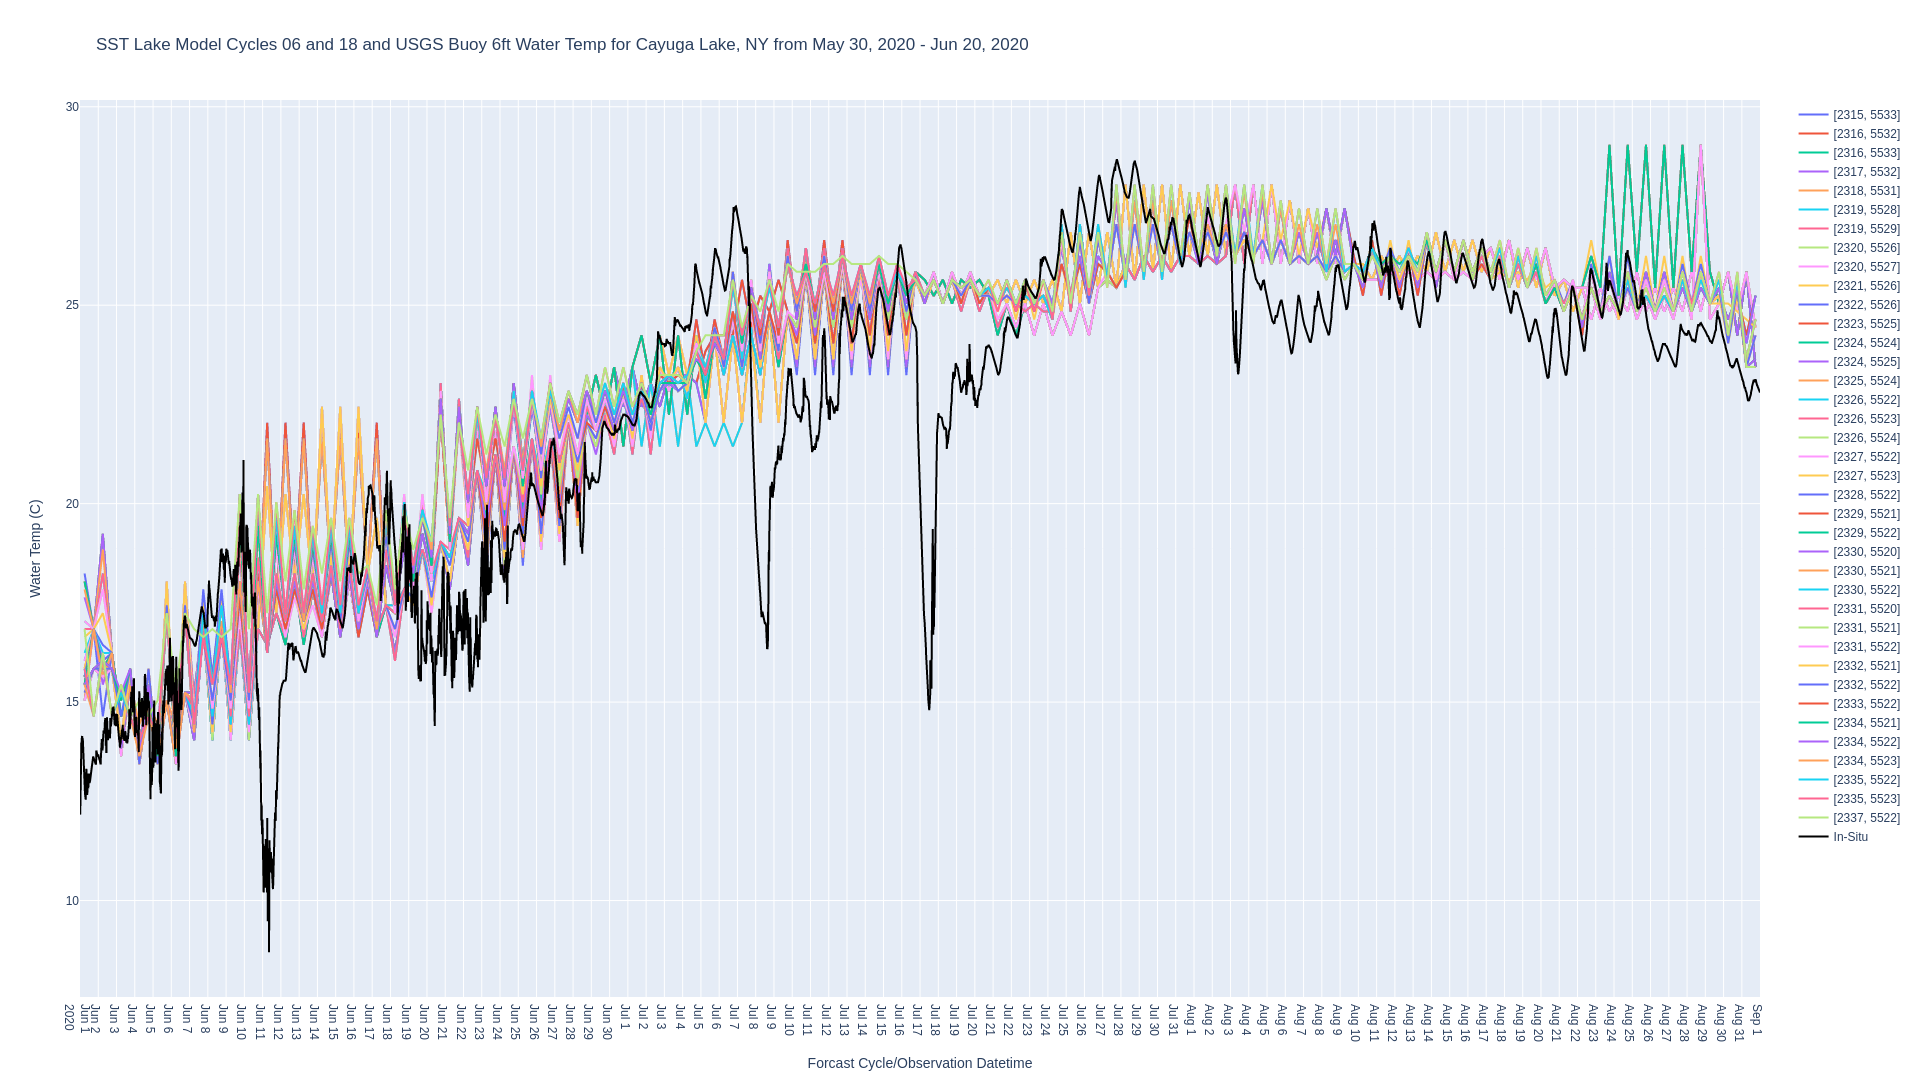 SST Lake Model Cycles 06 and 18 and USGS Buoy 6ft Water Temp for Cayuga Lake, NY from May 30, 2020 - Jun 20, 2020
30
25
20
15
10
Water Temp (C)
Jun 1
2020
Jun 2
Jun 3
Jun 4
Jun 5
Jun 6
Jun 7
Jun 8
Jun 9
Jun 10
Jun 11
Jun 12
Jun 13
Jun 14
Jun 15
Jun 16
Jun 17
Jun 18
Jun 19
Jun 20
Jun 21
Jun 22
Jun 23
Jun 24
Jun 25
Jun 26
Jun 27
Jun 28
Jun 29
Jun 30
Jul 1
Jul 2
Jul 3
Jul 4
Jul 5
Jul 6
Jul 7
Jul 8
Jul 9
Jul 10
Jul 11
Jul 12
Jul 13
Jul 14
Jul 15
Jul 16
Jul 17
Jul 18
Jul 19
Jul 20
Jul 21
Jul 22
Jul 23
Jul 24
Jul 25
Jul 26
Jul 27
Jul 28
Jul 29
Jul 30
Jul 31
Aug 1
Aug 2
Aug 3
Aug 4
Aug 5
Aug 6
Aug 7
Aug 8
Aug 9
Aug 10
Aug 11
Aug 12
Aug 13
Aug 14
Aug 15
Aug 16
Aug 17
Aug 18
Aug 19
Aug 20
Aug 21
Aug 22
Aug 23
Aug 24
Aug 25
Aug 26
Aug 27
Aug 28
Aug 29
Aug 30
Aug 31
Sep 1
Forcast Cycle/Observation Datetime
[2315, 5533]
[2316, 5532]
[2316, 5533]
[2317, 5532]
[2318, 5531]
[2319, 5528]
[2319, 5529]
[2320, 5526]
[2320, 5527]
[2321, 5526]
[2322, 5526]
[2323, 5525]
[2324, 5524]
[2324, 5525]
[2325, 5524]
[2326, 5522]
[2326, 5523]
[2326, 5524]
[2327, 5522]
[2327, 5523]
[2328, 5522]
[2329, 5521]
[2329, 5522]
[2330, 5520]
[2330, 5521]
[2330, 5522]
[2331, 5520]
[2331, 5521]
[2331, 5522]
[2332, 5521]
[2332, 5522]
[2333, 5522]
[2334, 5521]
[2334, 5522]
[2334, 5523]
[2335, 5522]
[2335, 5523]
[2337, 5522]
In-Situ